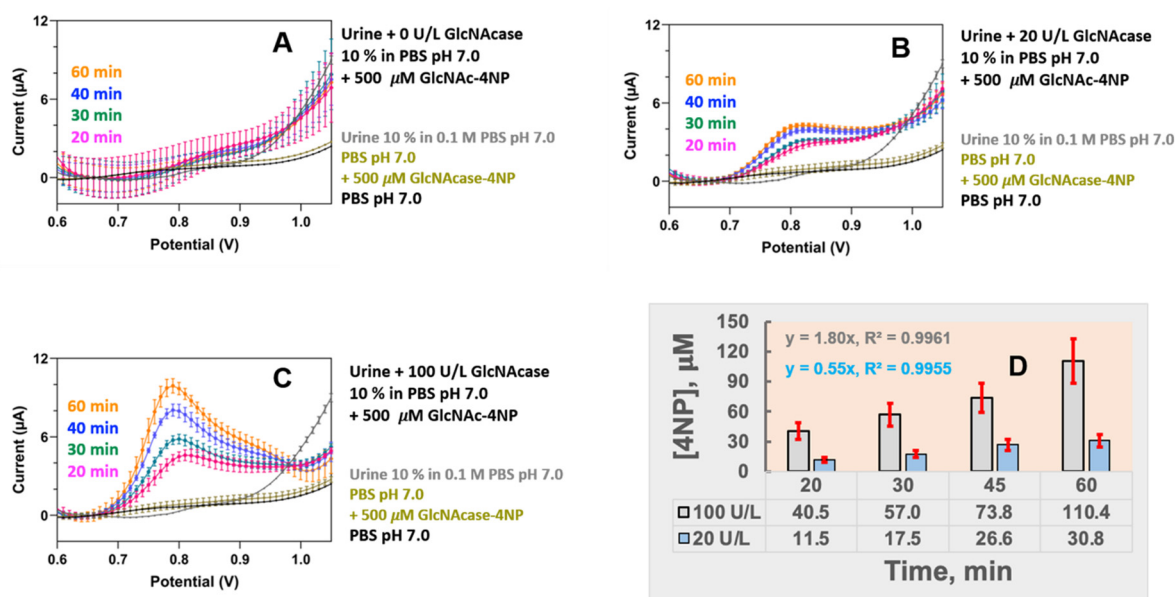 12
6
0
Current (µA)
0.6
0.7
0.8
0.9
1.0
Potential (V)
A
60 min
40 min
30 min
20 min
Urine + 0 U/L GlcNAcase
10 % in PBS pH 7.0
+ 500 µM GlcNAc-4NP
Urine 10 % in 0.1 M PBS pH 7.0
PBS pH 7.0
+ 500 µM GlcNAcase-4NP
PBS pH 7.0
12
6
0
Current (µA)
0.6
0.7
0.8
0.9
1.0
Potential (V)
B
60 min
40 min
30 min
20 min
Urine + 20 U/L GlcNAcase
10 % in PBS pH 7.0
+ 500 µM GlcNAc-4NP
Urine 10 % in 0.1 M PBS pH 7.0
PBS pH 7.0
+ 500 µM GlcNAcase-4NP
PBS pH 7.0
12
6
0
Current (µA)
0.6
0.7
0.8
0.9
1.0
Potential (V)
C
60 min
40 min
30 min
20 min
Urine + 100 U/L GlcNAcase
10 % in PBS pH 7.0
+ 500 µM GlcNAc-4NP
Urine 10 % in 0.1 M PBS pH 7.0
PBS pH 7.0
+ 500 µM GlcNAcase-4NP
PBS pH 7.0
150
120
90
60
30
0
[4NP], µM
y = 1.80x, R² = 0.9961
y = 0.55x, R² = 0.9955
D
20 30 45 60
100 U/L 40.5 57.0 73.8 110.4
20 U/L 11.5 17.5 26.6 30.8
Time, min